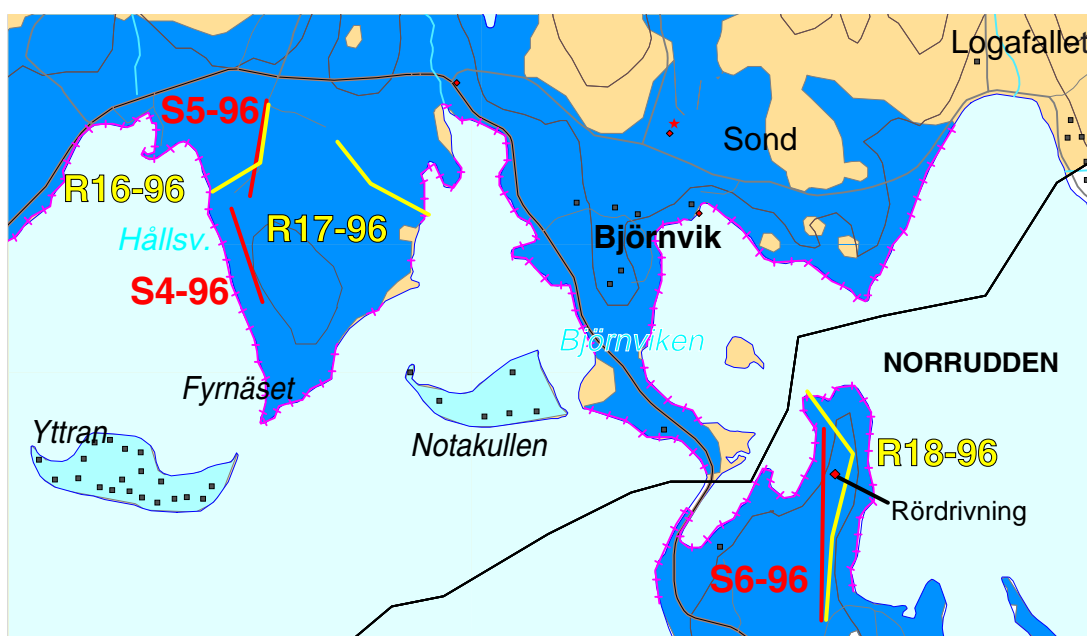 Logafallet
S5-96
Sond
R16-96
R17-96
Hållsv.
Björnvik
S4-96
Björnviken
NORRUDDEN
Fyrnäset
Yttran
Notakullen
R18-96
Rördrivning
S6-96